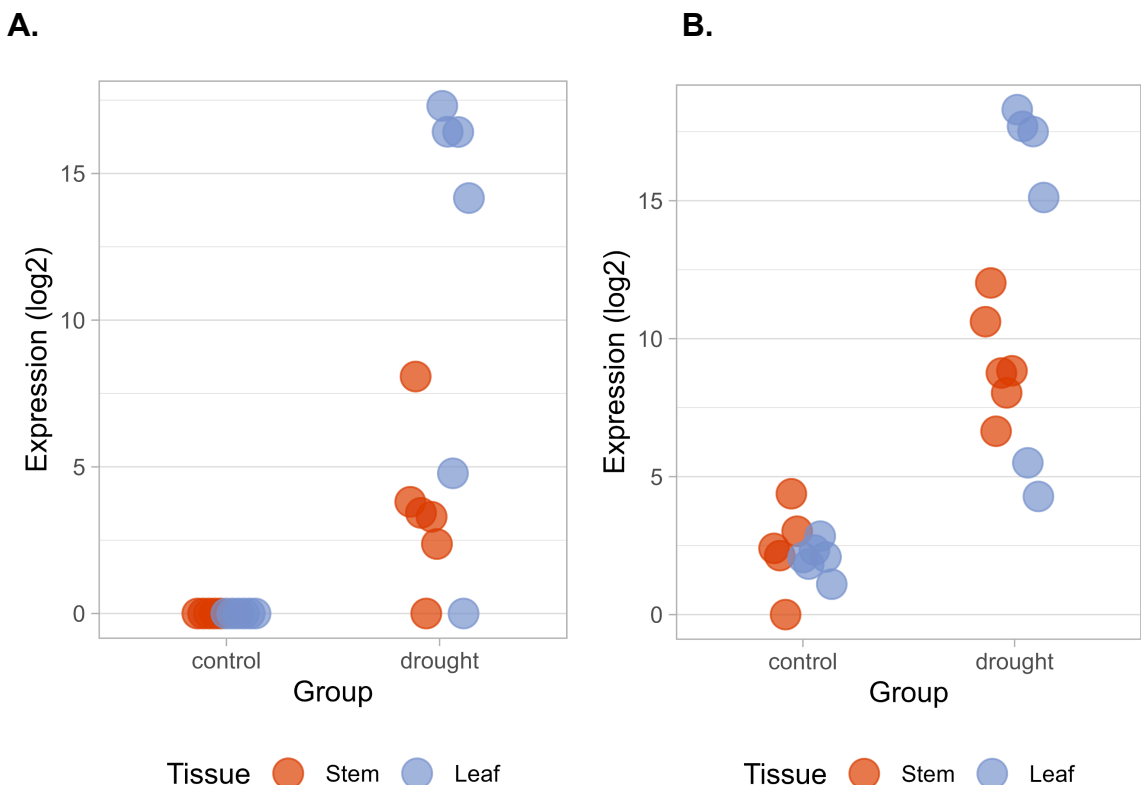 A.
Expression (log2)
15
10
5
0
control drought
Group
Tissue Stem Leaf
B.
Expression (log2)
15
10
5
0
control drought
Group
Tissue Stem Leaf